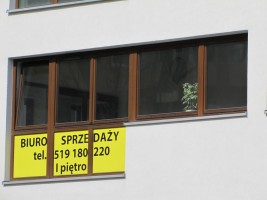 BIURO SPRZEDAŻY
tel. 519 180 220
I piętro